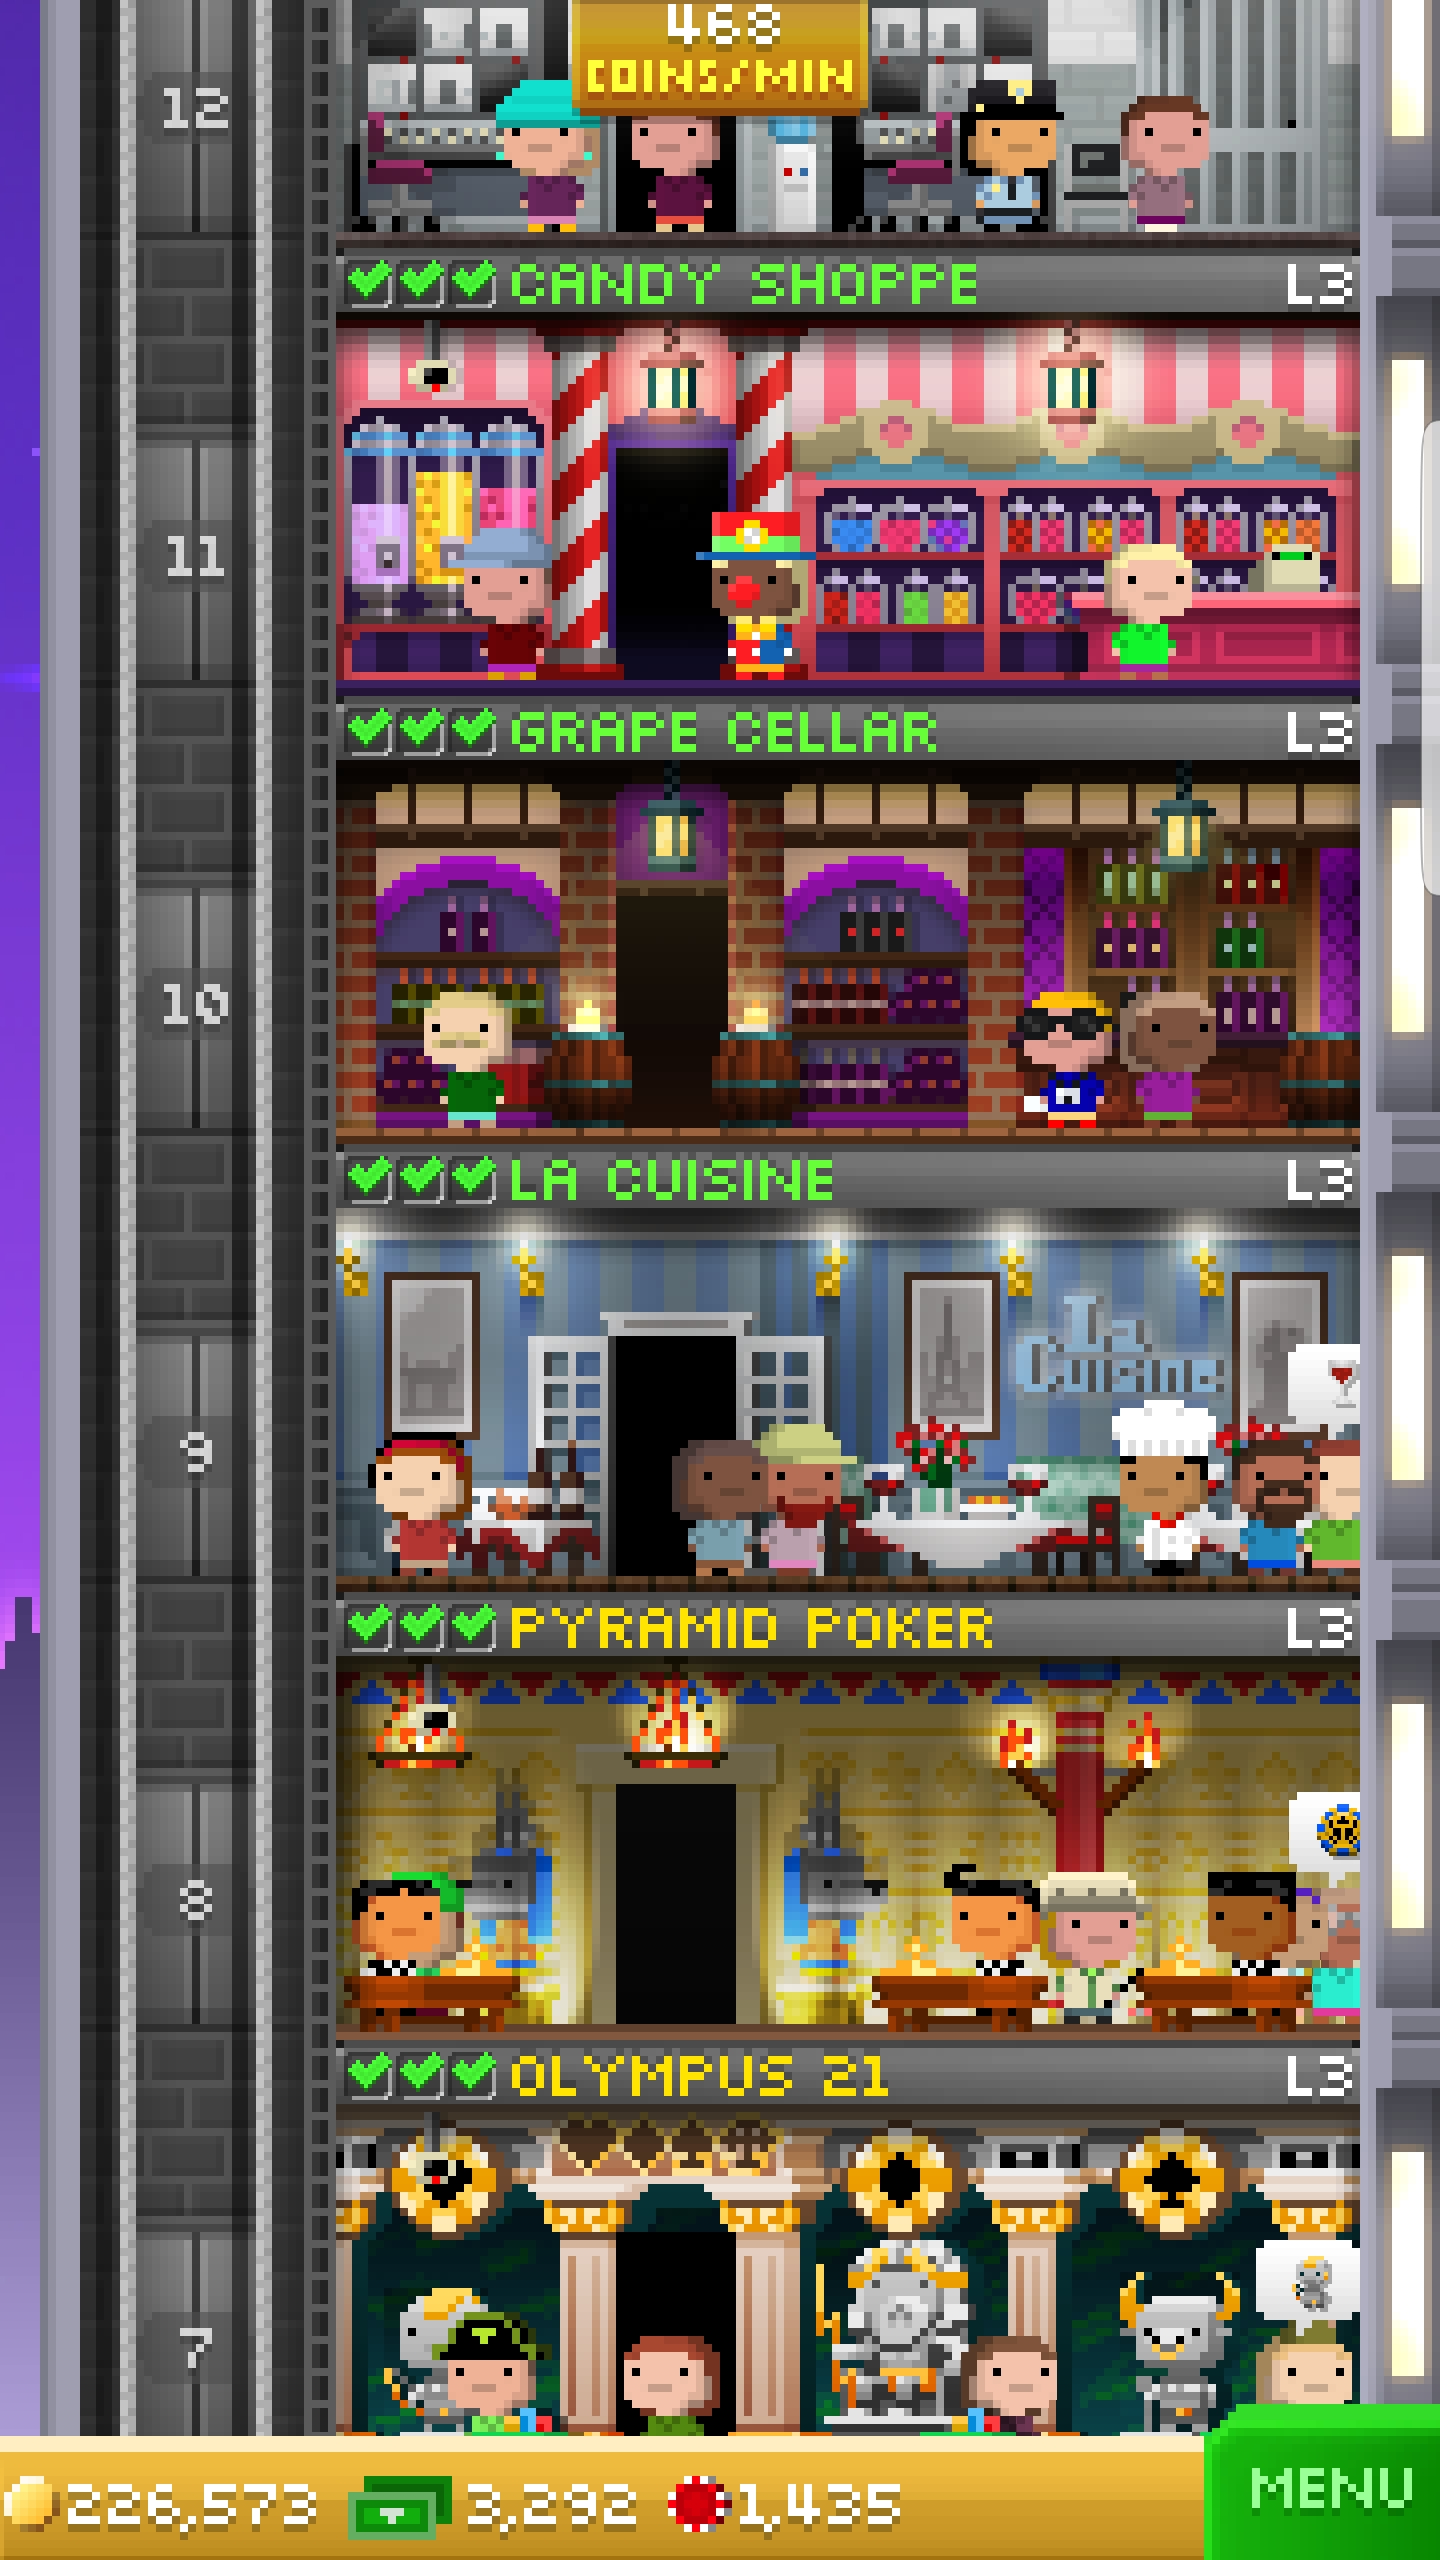 468
COINS/MIN
12
CANDY SHOPPE L3
11
GRAPE CELLAR L3
10
LA CUISINE L3
La
Cuisine
9
PYRAMID POKER L3
8
OLYMPUS 21 L3
7
226,573 3,292 1,435
MENU